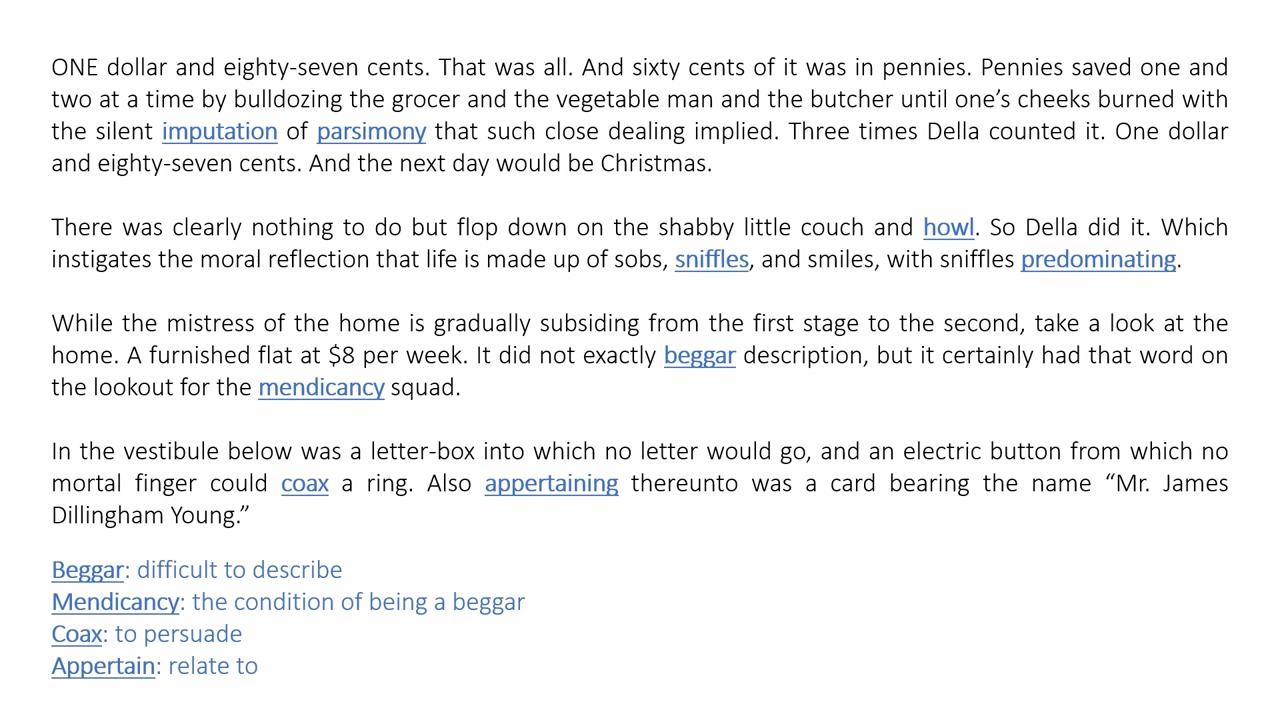 ONE dollar and eighty-seven cents. That was all. And sixty cents of it was in pennies. Pennies saved one and
two at a time by bulldozing the grocer and the vegetable man and the butcher until one’s cheeks burned with
the silent imputation of parsimony that such close dealing implied. Three times Della counted it. One dollar
and eighty-seven cents. And the next day would be Christmas.
There was clearly nothing to do but flop down on the shabby little couch and howl. So Della did it. Which
instigates the moral reflection that life is made up of sobs, sniffles, and smiles, with sniffles predominating.
While the mistress of the home is gradually subsiding from the first stage to the second, take a look at the
home. A furnished flat at $8 per week. It did not exactly beggar description, but it certainly had that word on
the lookout for the mendicancy squad.
In the vestibule below was a letter-box into which no letter would go, and an electric button from which no
mortal finger could coax a ring. Also appertaining thereunto was a card bearing the name “Mr. James
Dillingham Young.”
Beggar: difficult to describe
Mendicancy: the condition of being a beggar
Coax: to persuade
Appertain: relate to